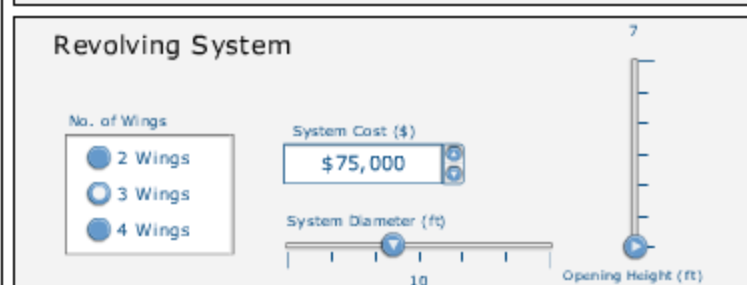 Revolving System
7
No. of Wings
2 Wings
3 Wings
4 Wings
System Cost ($)
$75,000
System Diameter (ft)
10
Opening Height (ft)